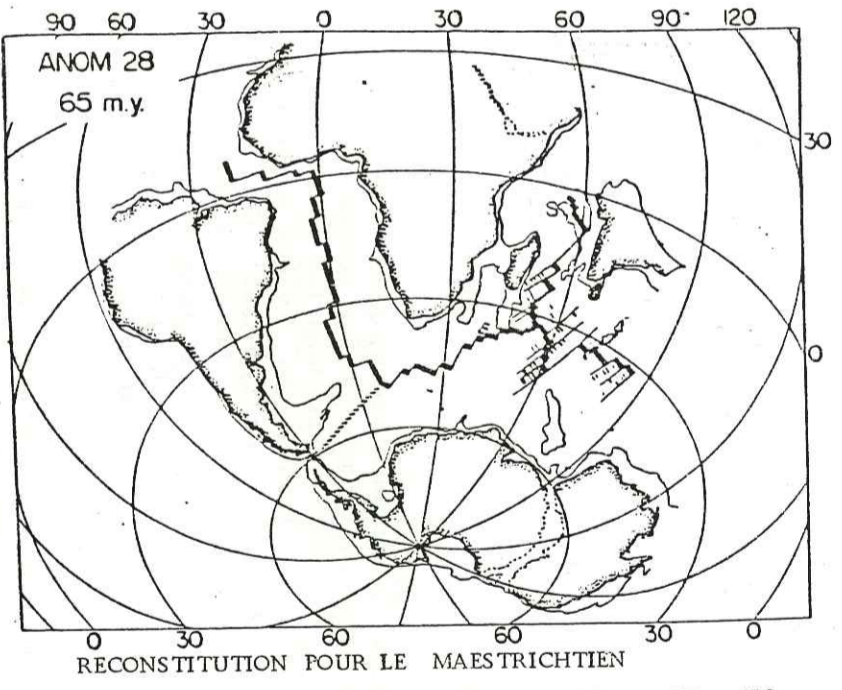 90 60 30 0 30 60 90 120
ANOM 28
65 m.y.
30
S
0
0 30 60 60 30 0
RECONSTITUTION POUR LE MAESTRICHTIEN